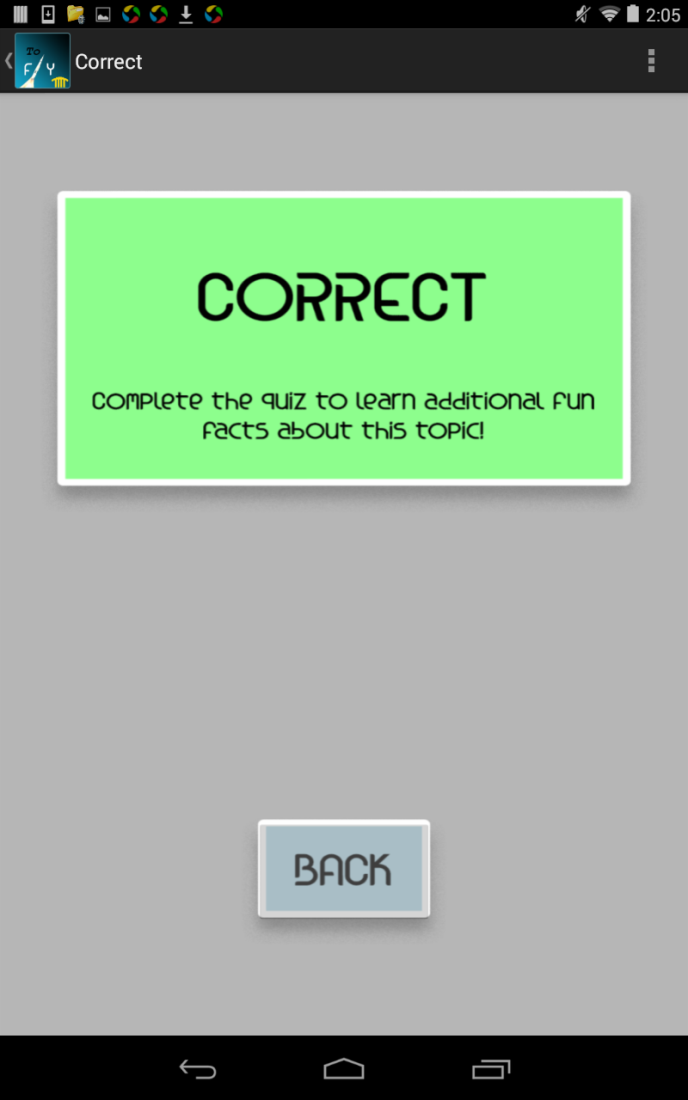 2:05
To
F/Y
Correct
CORRECT
Complete the quiz to learn additional fun
facts about this topic!
BACK